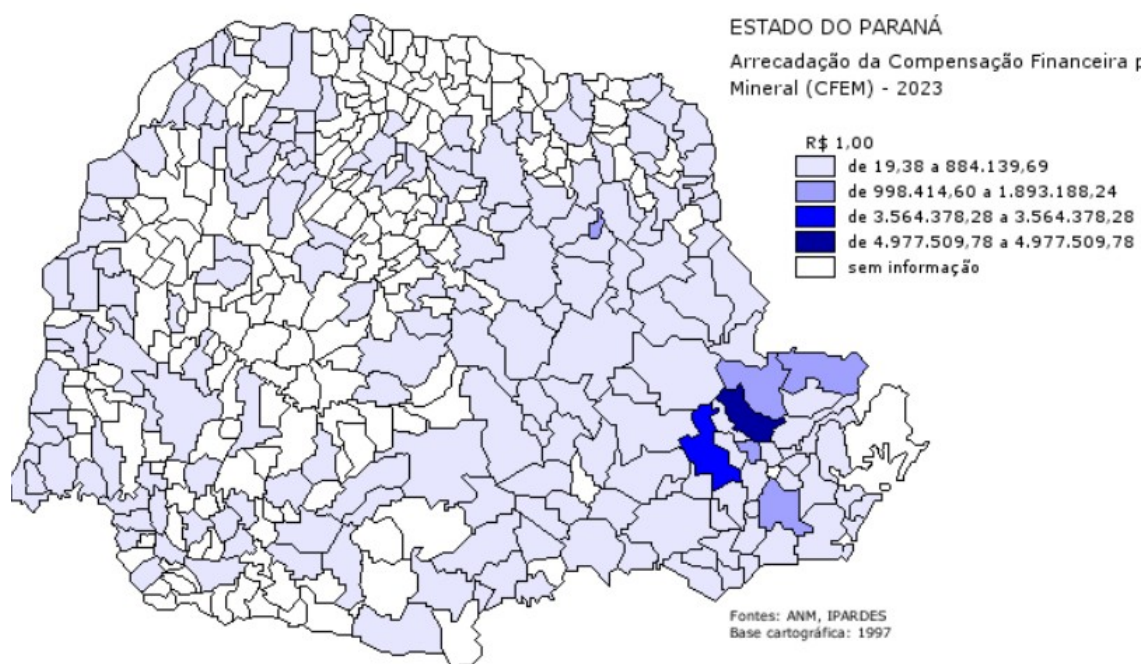 ESTADO DO PARANÁ
Arrecadação da Compensação Financeira p
Mineral (CFEM) - 2023
R$ 1,00
de 19,38 a 884.139,69
de 998.414,60 a 1.893.188,24
de 3.564.378,28 a 3.564.378,28
de 4.977.509,78 a 4.977.509,78
sem informação
Fontes: ANM, IPARDES
Base cartográfica: 1997